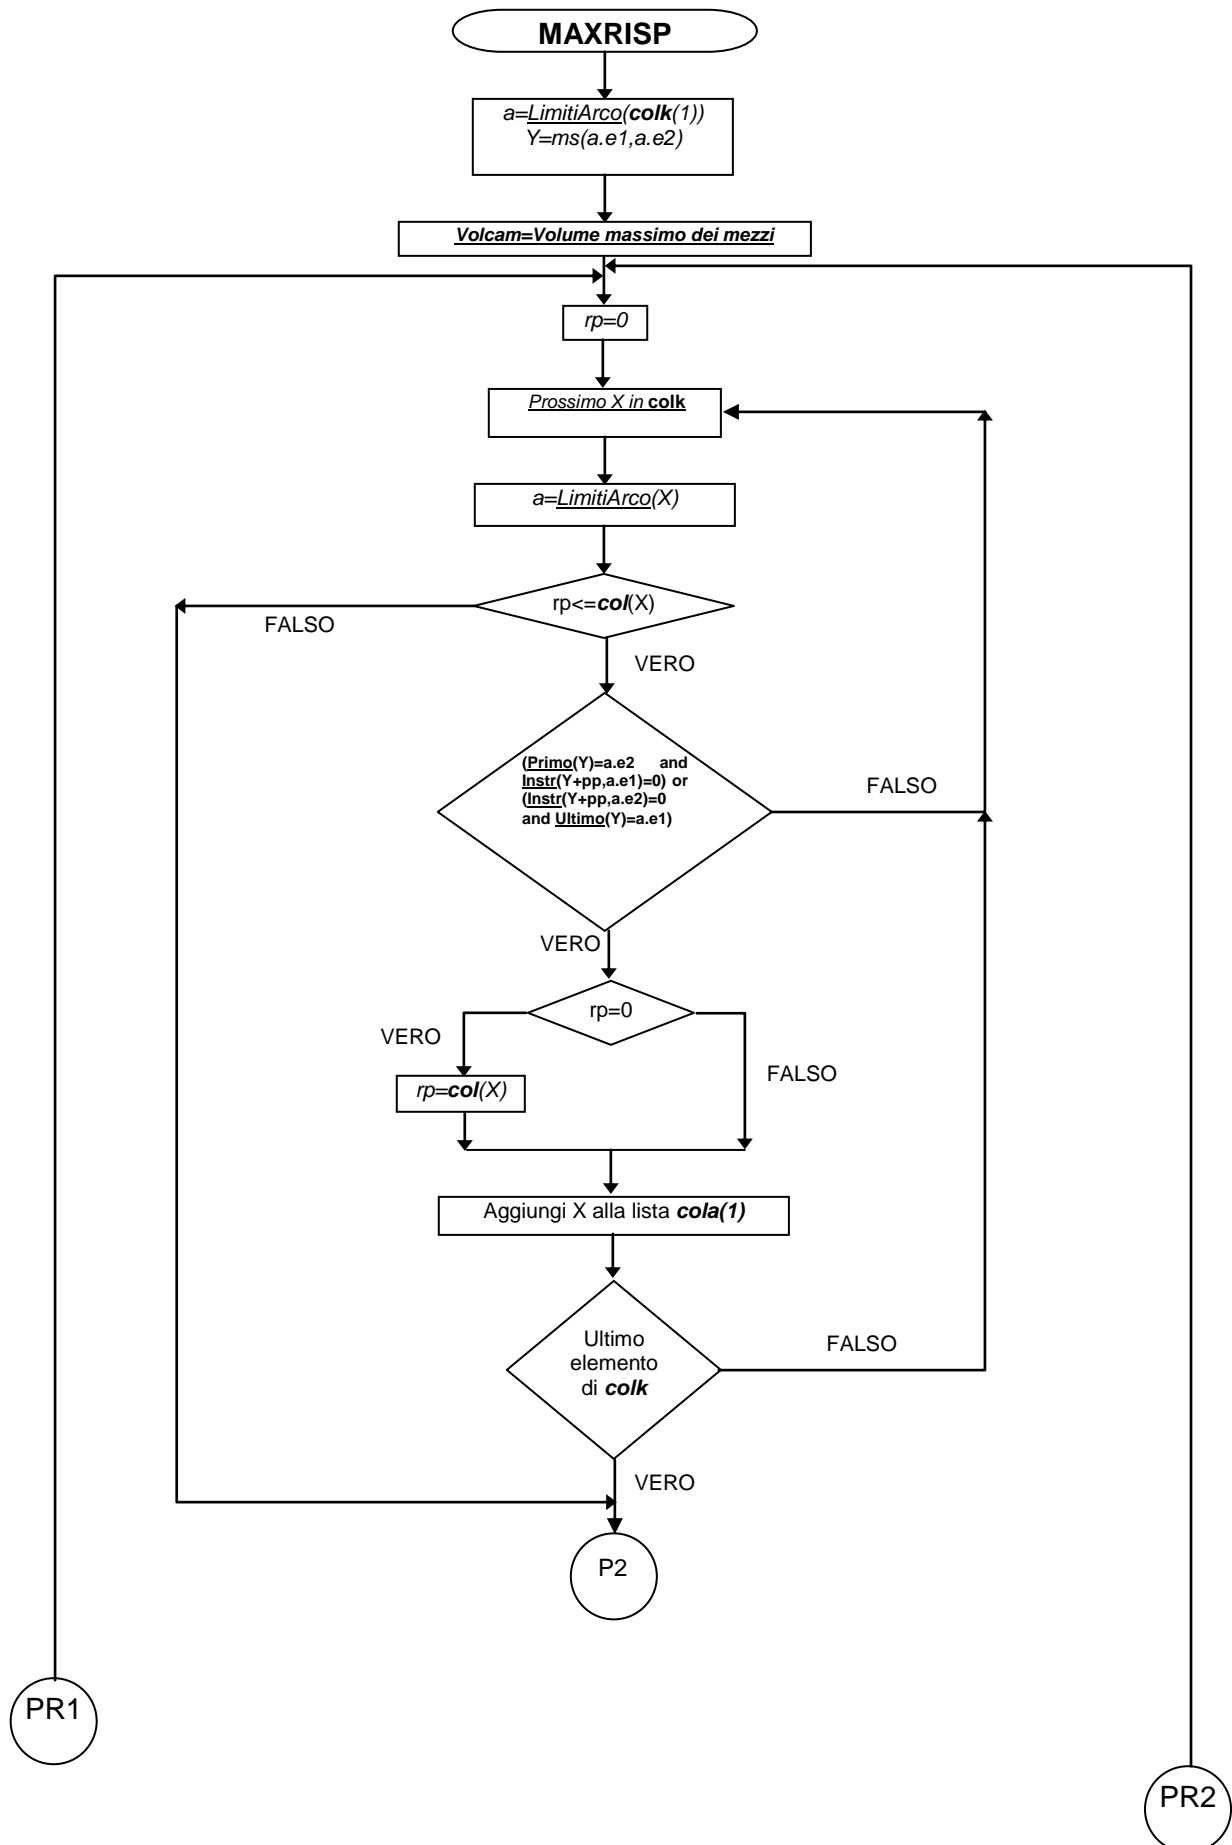 MAXRISP
a=LimitiArco(colk(1))
Y=ms(a.e1,a.e2)
Volcam=Volume massimo dei mezzi
rp=0
Prossimo X in colk
a=LimitiArco(X)
rp<=col(X)
FALSO
VERO
(Primo(Y)=a.e2 and
Instr(Y+pp,a.e1)=0) or
(Instr(Y+pp,a.e2)=0
and Ultimo(Y)=a.e1)
FALSO
VERO
rp=0
VERO
FALSO
rp=col(X)
Aggiungi X alla lista cola(1)
Ultimo
elemento
di colk
FALSO
VERO
P2
PR1
PR2